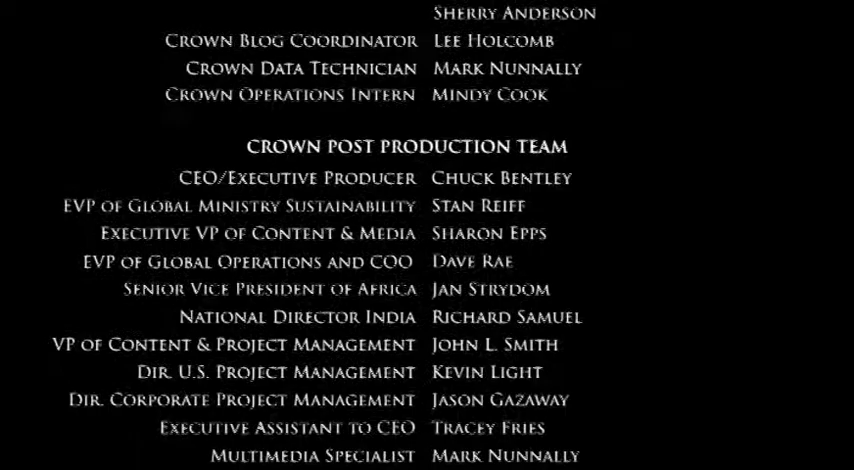 SHERRY ANDERSON
CROWN BLOG COORDINATOR LEE HOLCOMB
CROWN DATA TECHNICIAN MARK NUNNALLY
CROWN OPERATIONS INTERN MINDY COOK
CROWN POST PRODUCTION TEAM
CEO/EXECUTIVE PRODUCER CHUCK BENTLEY
EVP OF GLOBAL MINISTRY SUSTAINABILITY STAN REIFF
EXECUTIVE VP OF CONTENT & MEDIA SHARON EPPS
EVP OF GLOBAL OPERATIONS AND COO DAVE RAE
SENIOR VICE PRESIDENT OF AFRICA JAN STRYDOM
NATIONAL DIRECTOR INDIA RICHARD SAMUEL
VP OF CONTENT & PROJECT MANAGEMENT JOHN L. SMITH
DIR. U.S. PROJECT MANAGEMENT KEVIN LIGHT
DIR. CORPORATE PROJECT MANAGEMENT JASON GAZAWAY
EXECUTIVE ASSISTANT TO CEO TRACEY FRIES
MULTIMEDIA SPECIALIST MARK NUNNALLY